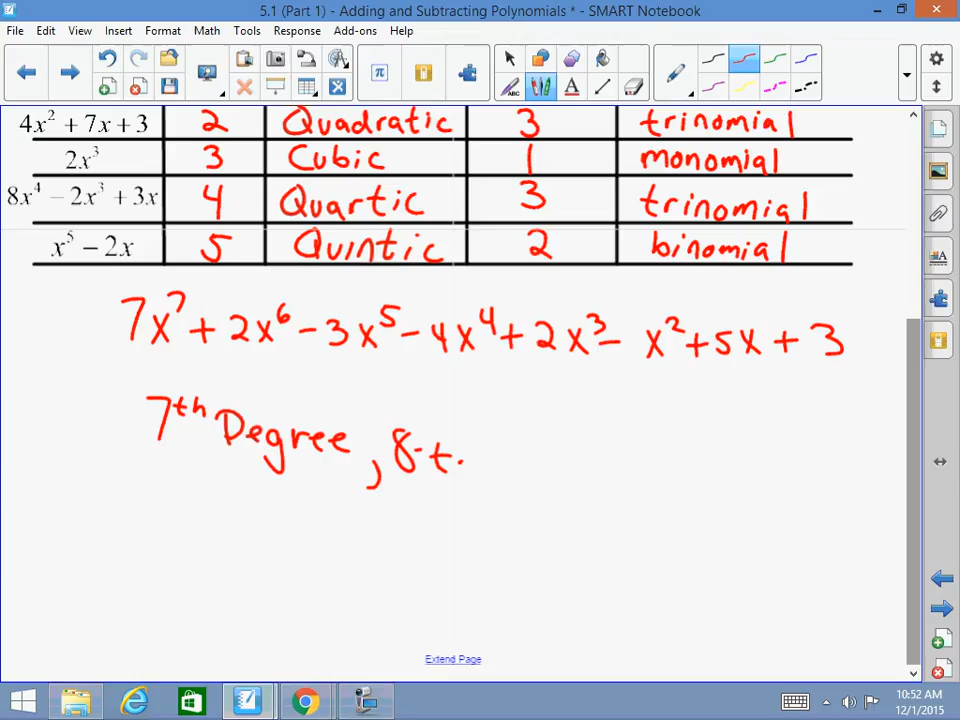 5.1 (Part 1) - Adding and Subtracting Polynomials * - SMART Notebook
File Edit View Insert Format Math Tools Response Add-ons Help
4x² + 7x + 3 2 Quadratic 3 trinomial
2x³ 3 Cubic 1 monomial
8x⁴ − 2x³ + 3x 4 Quartic 3 trinomial
x⁵ − 2x 5 Quintic 2 binomial
7x⁷ + 2x⁶ − 3x⁵ − 4x⁴ + 2x³ − x² + 5x + 3
7th Degree, 8-t
Extend Page
10:52 AM
12/1/2015